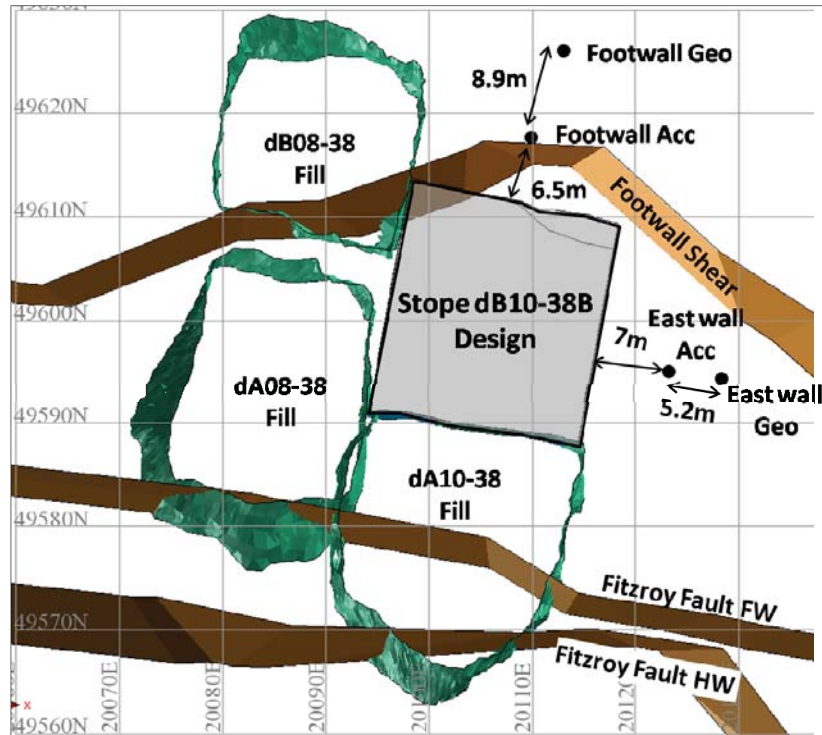 49620N
49610N
49600N
49590N
49580N
49570N
49560N
20070E
20080E
20090E
20110E
Footwall Geo
8.9m
Footwall Acc
6.5m
dB08-38
Fill
Footwall Shear
Stope dB10-38B
Design
East wall
Acc
7m
5.2m
East wall
Geo
dA08-38
Fill
dA10-38
Fill
Fitzroy Fault FW
Fitzroy Fault HW
x